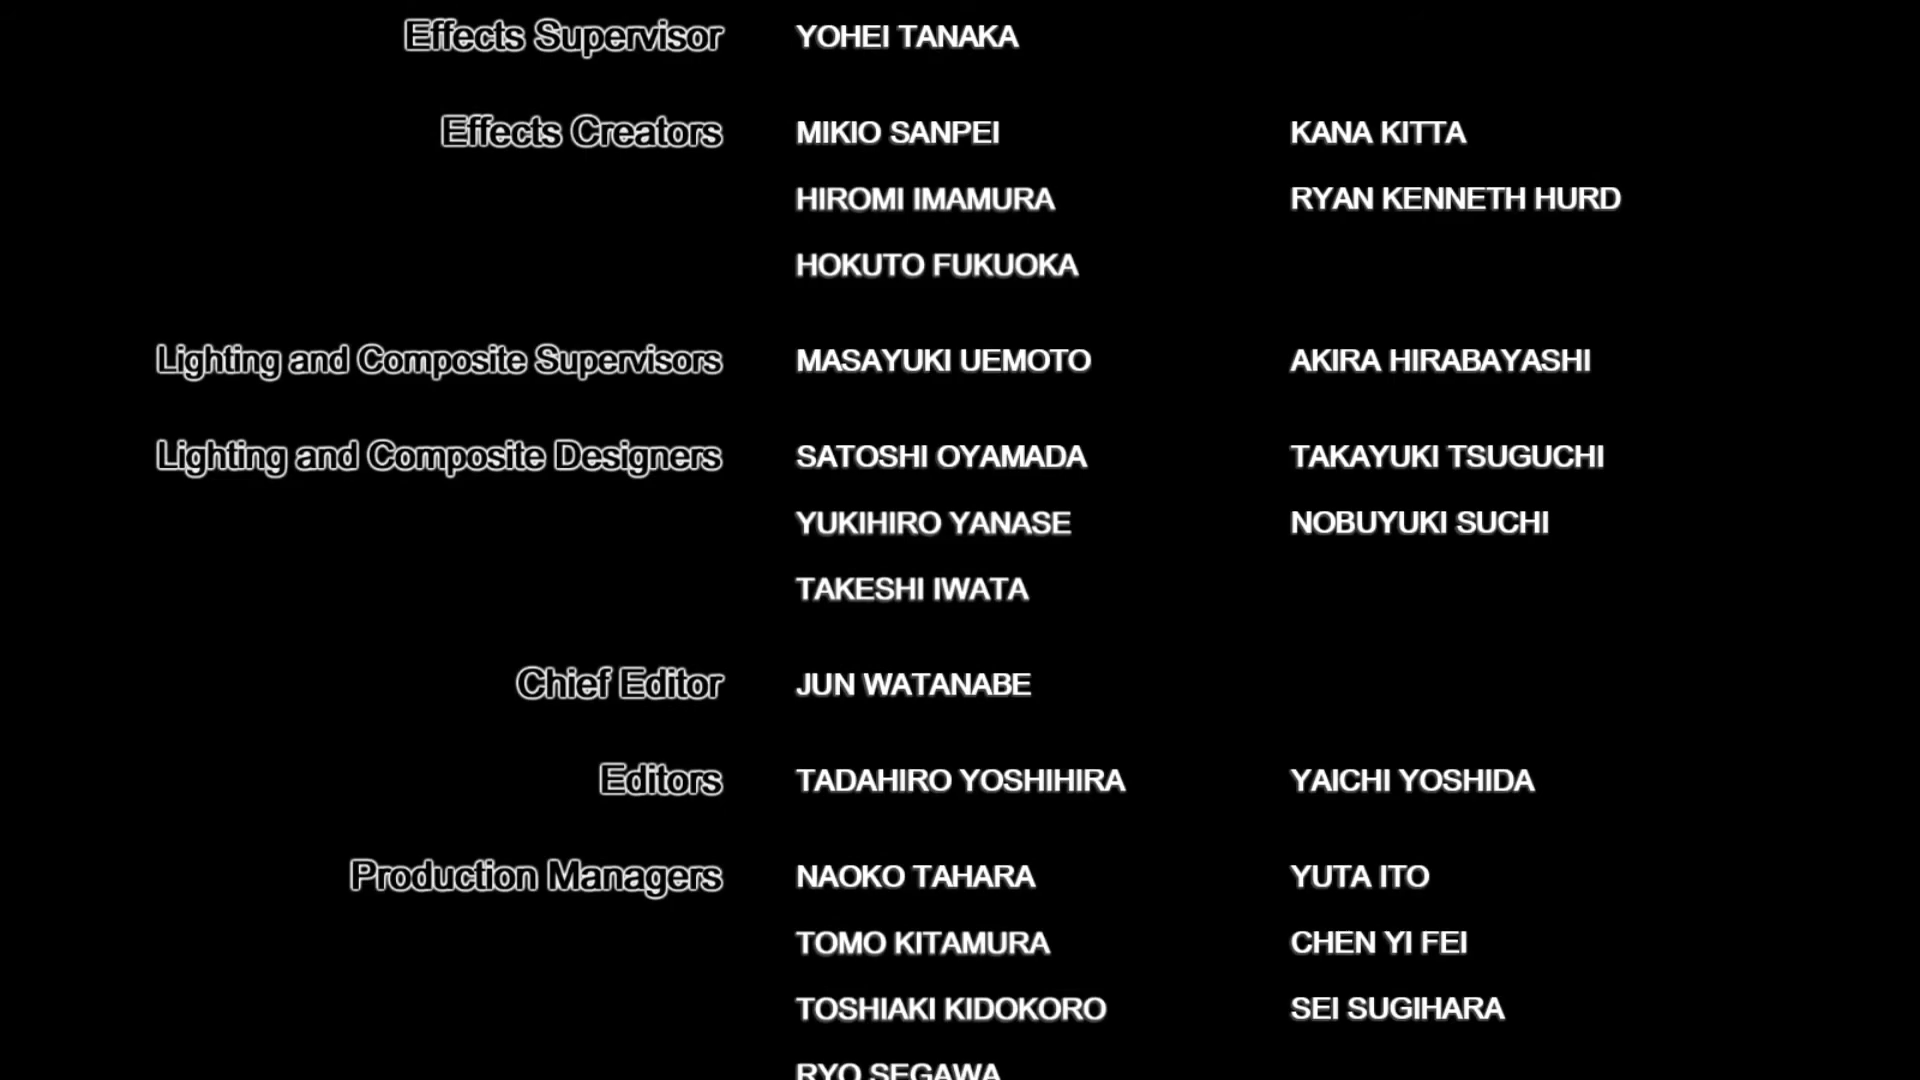 Effects Supervisor YOHEI TANAKA
Effects Creators MIKIO SANPEI KANA KITTA
HIROMI IMAMURA RYAN KENNETH HURD
HOKUTO FUKUOKA
Lighting and Composite Supervisors MASAYUKI UEMOTO AKIRA HIRABAYASHI
Lighting and Composite Designers SATOSHI OYAMADA TAKAYUKI TSUGUCHI
YUKIHIRO YANASE NOBUYUKI SUCHI
TAKESHI IWATA
Chief Editor JUN WATANABE
Editors TADAHIRO YOSHIHIRA YAICHI YOSHIDA
Production Managers NAOKO TAHARA YUTA ITO
TOMO KITAMURA CHEN YI FEI
TOSHIAKI KIDOKORO SEI SUGIHARA
RYO SEGAWA